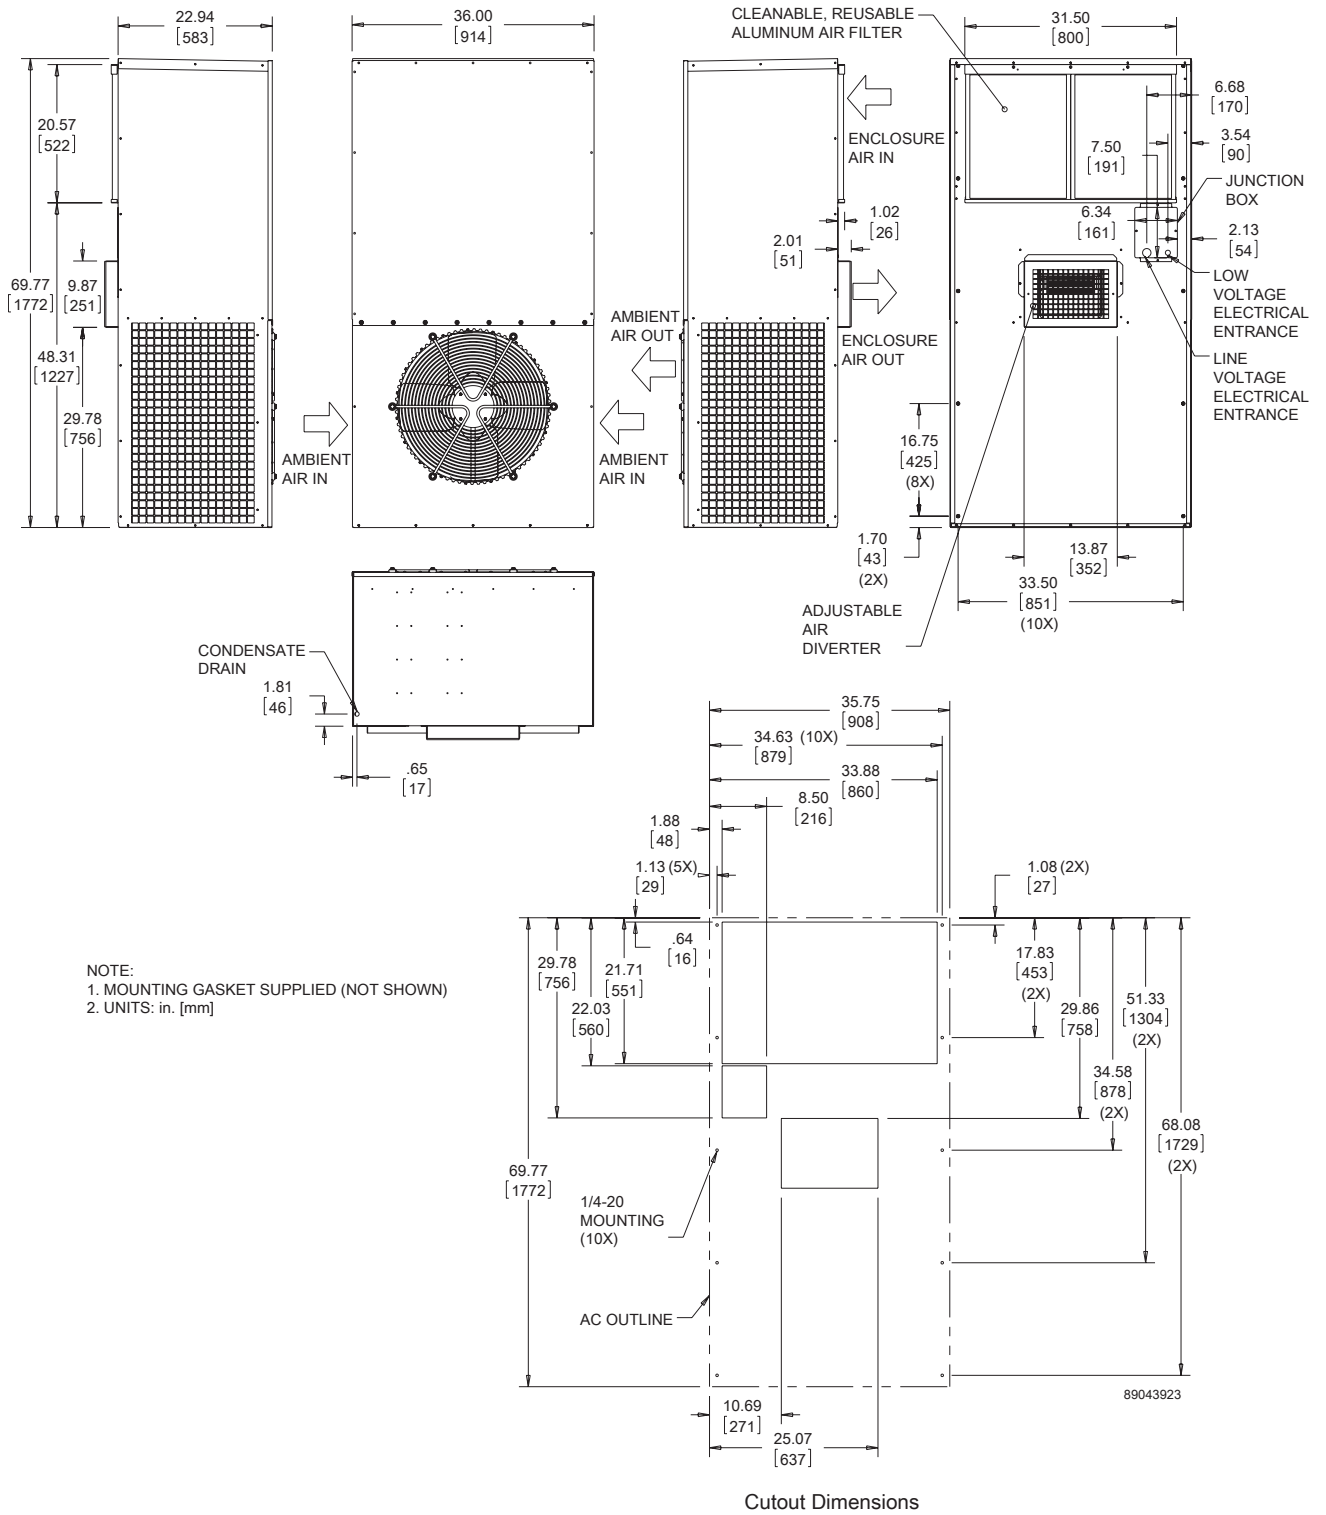 22.94
[583]
36.00
[914]
CLEANABLE, REUSABLE
ALUMINUM AIR FILTER
31.50
[800]
20.57
[522]
6.68
[170]
ENCLOSURE
AIR IN
7.50
[191]
3.54
[90]
JUNCTION
BOX
1.02
[26]
6.34
[161]
2.01
[51]
2.13
[54]
69.77
[1772]
9.87
[251]
LOW
VOLTAGE
ELECTRICAL
ENTRANCE
AMBIENT
AIR OUT
ENCLOSURE
AIR OUT
48.31
[1227]
LINE
VOLTAGE
ELECTRICAL
ENTRANCE
29.78
[756]
AMBIENT
AIR IN
AMBIENT
AIR IN
16.75
[425]
(8X)
1.70
[43]
(2X)
13.87
[352]
33.50
[851]
(10X)
ADJUSTABLE
AIR
DIVERTER
CONDENSATE
DRAIN
1.81
[46]
.65
[17]
35.75
[908]
34.63 (10X)
[879]
33.88
[860]
8.50
[216]
1.88
[48]
1.13 (5X)
[29]
1.08 (2X)
[27]
.64
[16]
29.78
[756]
21.71
[551]
22.03
[560]
17.83
[453]
(2X)
29.86
[758]
51.33
[1304]
(2X)
34.58
[878]
(2X)
68.08
[1729]
(2X)
NOTE:
1. MOUNTING GASKET SUPPLIED (NOT SHOWN)
2. UNITS: in. [mm]
69.77
[1772]
1/4-20
MOUNTING
(10X)
AC OUTLINE
89043923
10.69
[271]
25.07
[637]
Cutout Dimensions